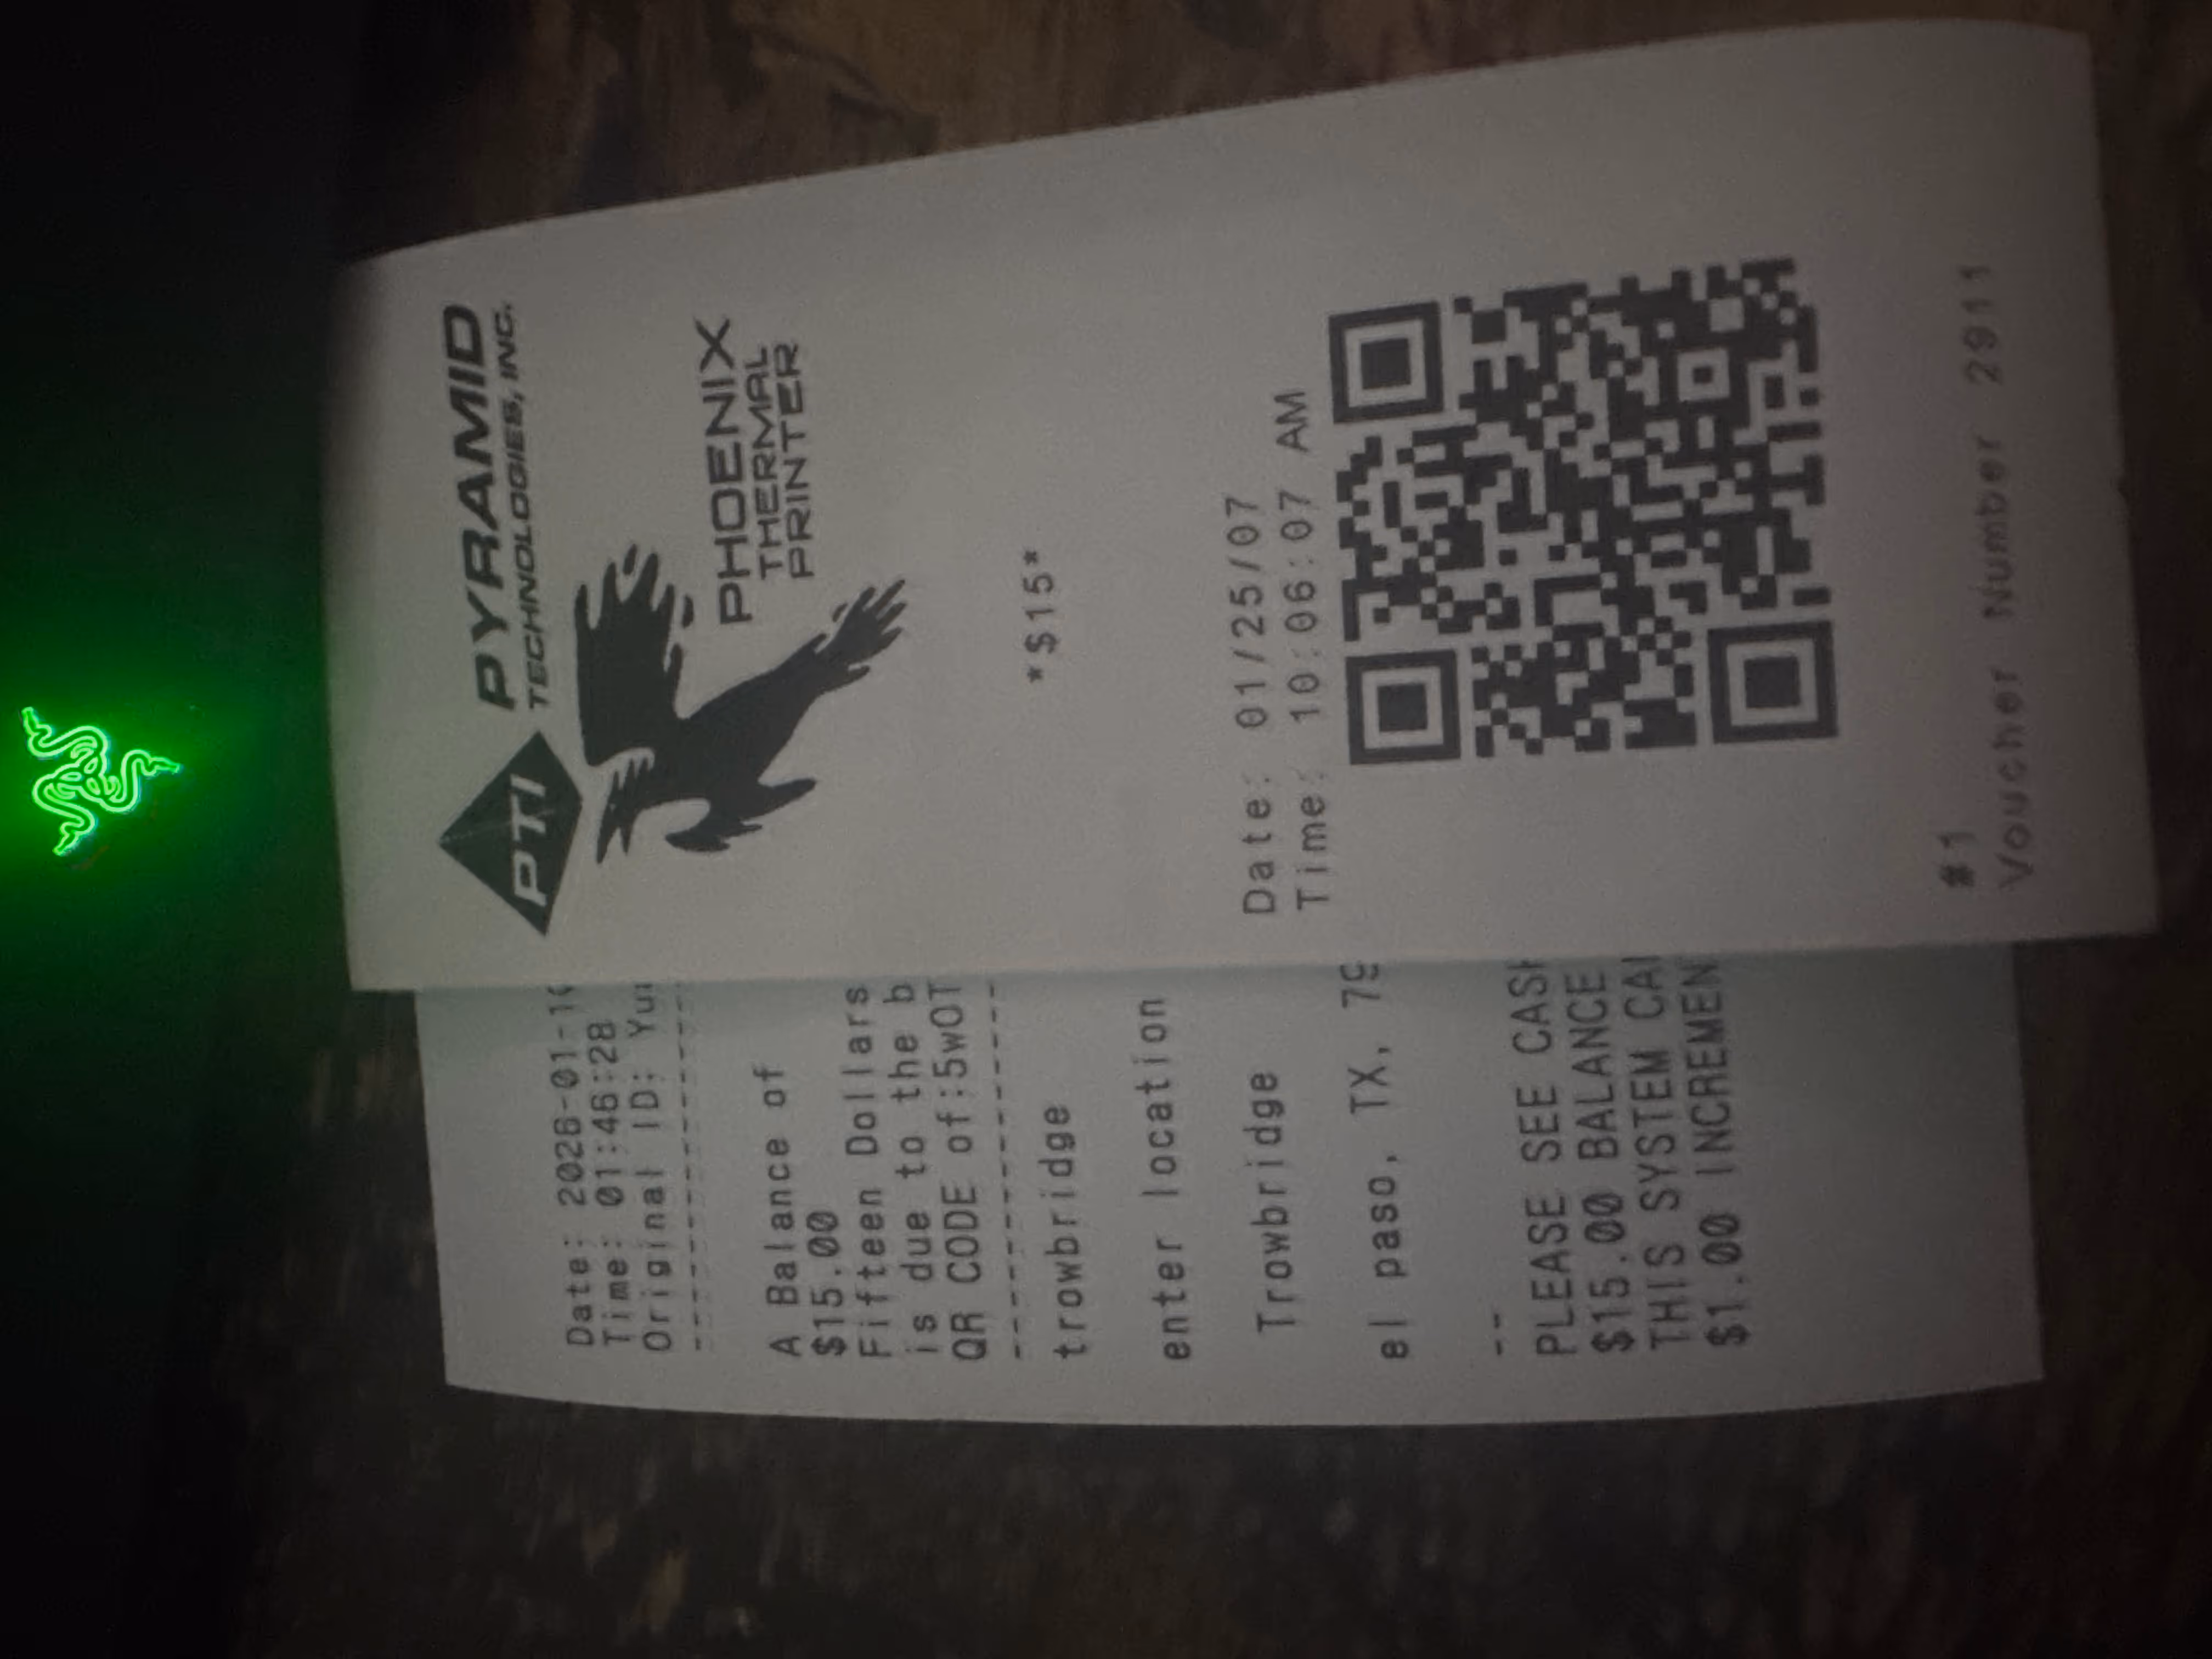 PTI
PYRAMID
TECHNOLOGIES, INC.
PHOENIX
THERMAL
PRINTER
*$15*
Date: 01/25/07
Time: 10:06:07 AM
#1
Voucher Number 2911
Date: 2026-01-1
Time: 01:46:28
Original ID: Yu
--------------
A Balance of
$15.00
Fifteen Dollars
is due to the b
QR CODE of:5wOT
--------------
trowbridge
enter location
Trowbridge
el paso, TX, 79
--
PLEASE SEE CASH
$15.00 BALANCE
THIS SYSTEM CA
$1.00 INCREMEN